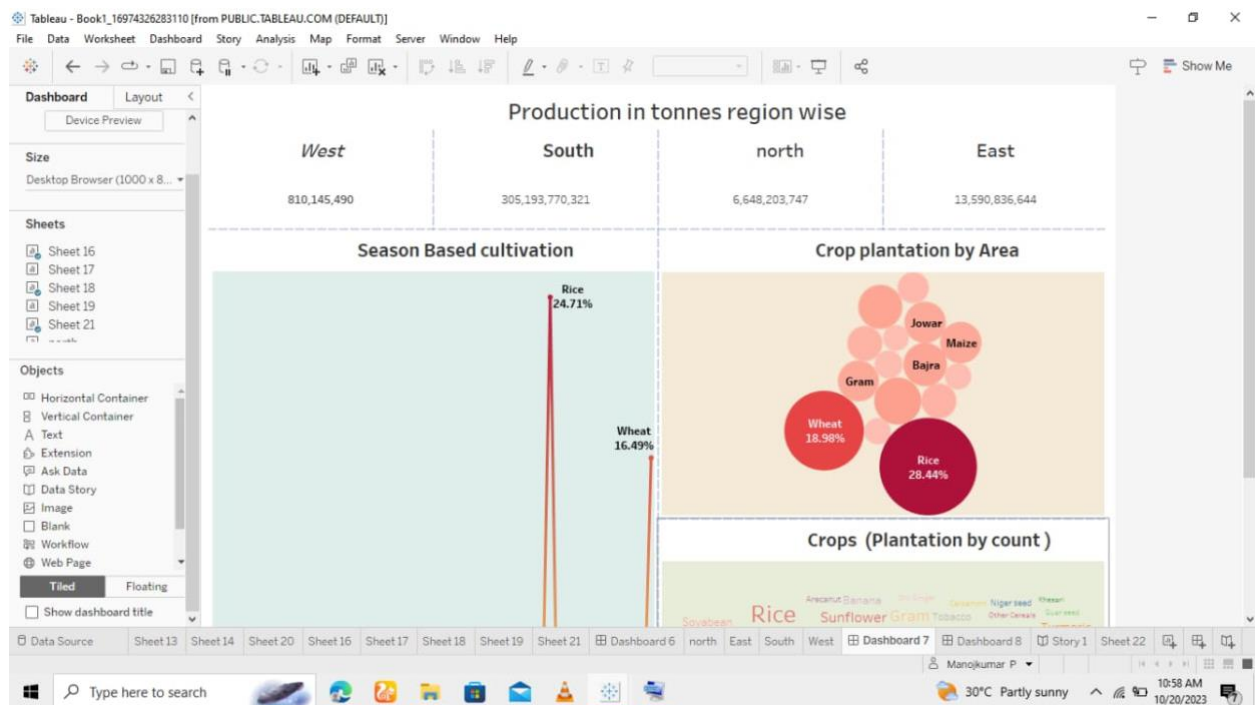 Tableau - Book1_16974326283110 [from PUBLIC.TABLEAU.COM (DEFAULT)]
File Data Worksheet Dashboard Story Analysis Map Format Server Window Help
Show Me
Dashboard Layout
Device Preview
Size
Desktop Browser (1000 x 8...
Sheets
Sheet 16
Sheet 17
Sheet 18
Sheet 19
Sheet 21
north
Objects
Horizontal Container
Vertical Container
A Text
Extension
Ask Data
Data Story
Image
Blank
Workflow
Web Page
Tiled Floating
Show dashboard title
Production in tonnes region wise
West South north East
810,145,490 305,193,770,321 6,648,203,747 13,590,836,644
Season Based cultivation
Rice
24.71%
Wheat
16.49%
Crop plantation by Area
Jowar
Maize
Bajra
Gram
Wheat
18.98%
Rice
28.44%
Crops (Plantation by count )
Arecanut Banana Niger seed Khesari
Soyabean Rice Sunflower Gram Tobacco Other Cereals Guar seed
Turmeric
Data Source Sheet 13 Sheet 14 Sheet 20 Sheet 16 Sheet 17 Sheet 18 Sheet 19 Sheet 21 Dashboard 6 north East South West Dashboard 7 Dashboard 8 Story 1 Sheet 22
Manojkumar P
Type here to search
30°C Partly sunny
10:58 AM
10/20/2023
7